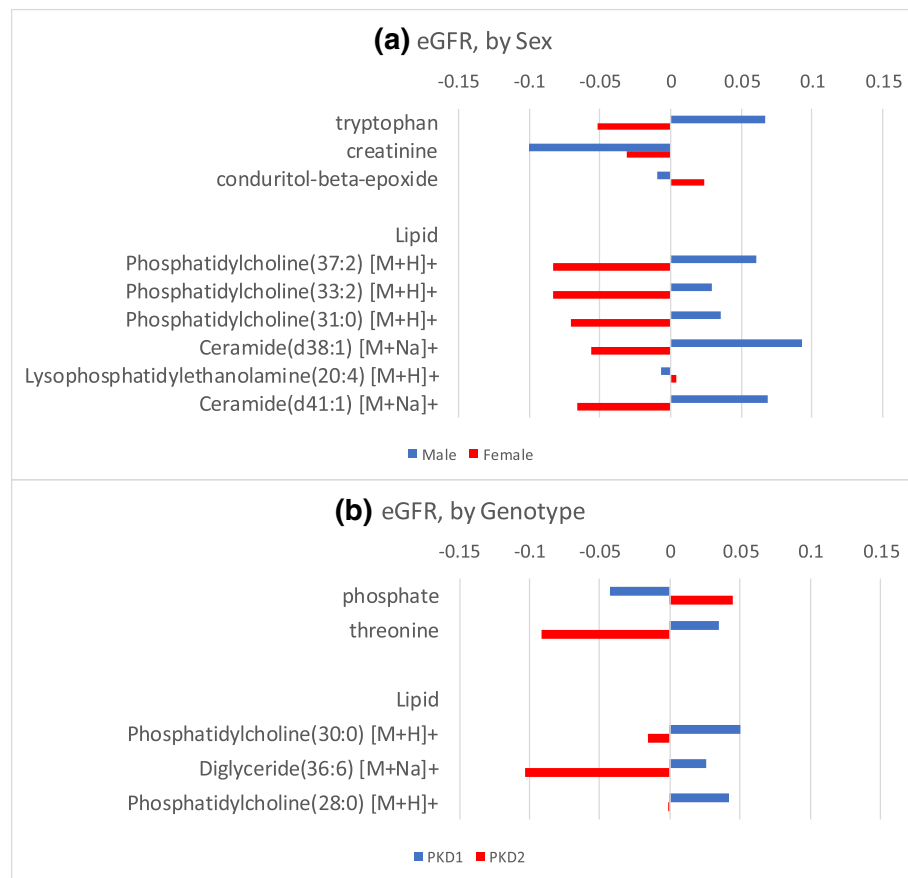 (a) eGFR, by Sex
-0.15 -0.1 -0.05 0 0.05 0.1 0.15
tryptophan
creatinine
conduritol-beta-epoxide
Lipid
Phosphatidylcholine(37:2) [M+H]+
Phosphatidylcholine(33:2) [M+H]+
Phosphatidylcholine(31:0) [M+H]+
Ceramide(d38:1) [M+Na]+
Lysophosphatidylethanolamine(20:4) [M+H]+
Ceramide(d41:1) [M+Na]+
Male Female
(b) eGFR, by Genotype
-0.15 -0.1 -0.05 0 0.05 0.1 0.15
phosphate
threonine
Lipid
Phosphatidylcholine(30:0) [M+H]+
Diglyceride(36:6) [M+Na]+
Phosphatidylcholine(28:0) [M+H]+
PKD1 PKD2